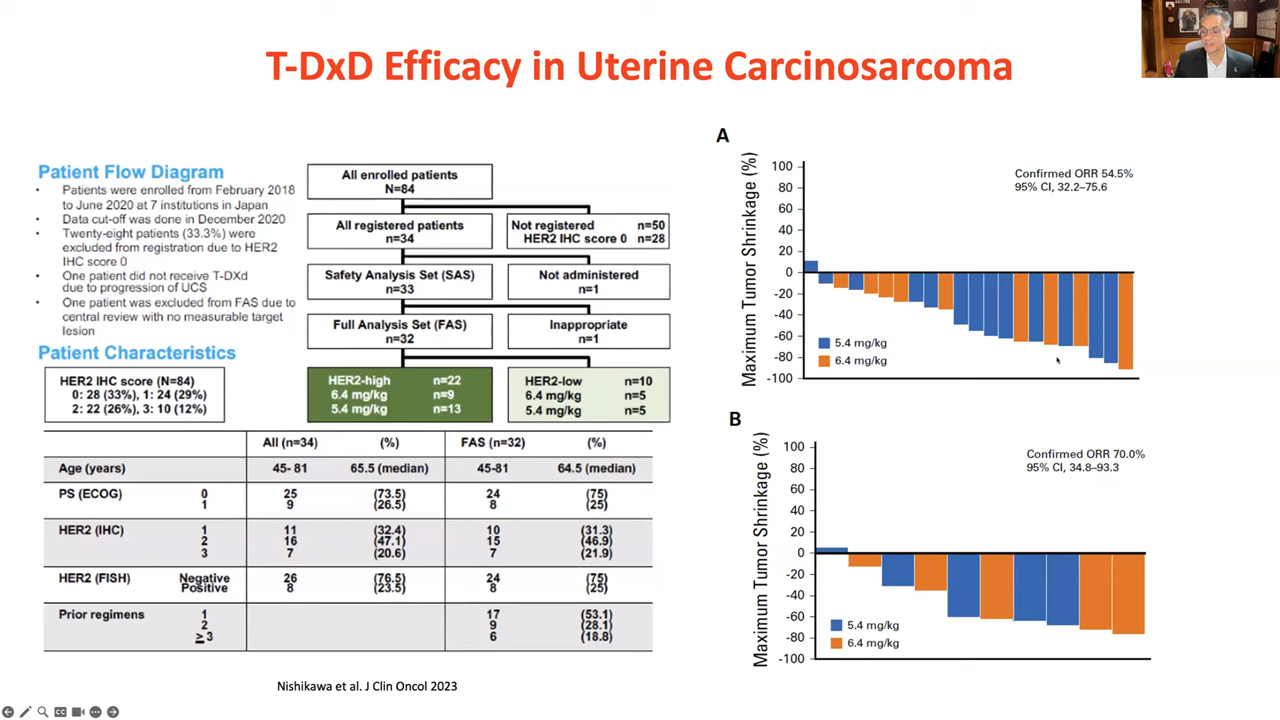 T-DxD Efficacy in Uterine Carcinosarcoma
Patient Flow Diagram
• Patients were enrolled from February 2018
to June 2020 at 7 institutions in Japan
• Data cut-off was done in December 2020
• Twenty-eight patients (33.3%) were
excluded from registration due to HER2
IHC score 0
• One patient did not receive T-DXd
due to progression of UCS
• One patient was excluded from FAS due to
central review with no measurable target
lesion
Patient Characteristics
HER2 IHC score (N=84)
0: 28 (33%), 1: 24 (29%)
2: 22 (26%), 3: 10 (12%)
All enrolled patients
N=84
All registered patients
n=34
Not registered n=50
HER2 IHC score 0 n=28
Safety Analysis Set (SAS)
n=33
Not administered
n=1
Full Analysis Set (FAS)
n=32
Inappropriate
n=1
HER2-high n=22
6.4 mg/kg n=9
5.4 mg/kg n=13
HER2-low n=10
6.4 mg/kg n=5
5.4 mg/kg n=5
All (n=34) (%) FAS (n=32) (%)
Age (years) 45- 81 65.5 (median) 45-81 64.5 (median)
PS (ECOG) 0 25 (73.5) 24 (75)
1 9 (26.5) 8 (25)
HER2 (IHC) 1 11 (32.4) 10 (31.3)
2 16 (47.1) 15 (46.9)
3 7 (20.6) 7 (21.9)
HER2 (FISH) Negative 26 (76.5) 24 (75)
Positive 8 (23.5) 8 (25)
Prior regimens 1 17 (53.1)
2 9 (28.1)
≥ 3 6 (18.8)
Nishikawa et al. J Clin Oncol 2023
A
Maximum Tumor Shrinkage (%)
100
80
60
40
20
0
-20
-40
-60
-80
-100
Confirmed ORR 54.5%
95% CI, 32.2–75.6
5.4 mg/kg
6.4 mg/kg
B
Maximum Tumor Shrinkage (%)
100
80
60
40
20
0
-20
-40
-60
-80
-100
Confirmed ORR 70.0%
95% CI, 34.8–93.3
5.4 mg/kg
6.4 mg/kg